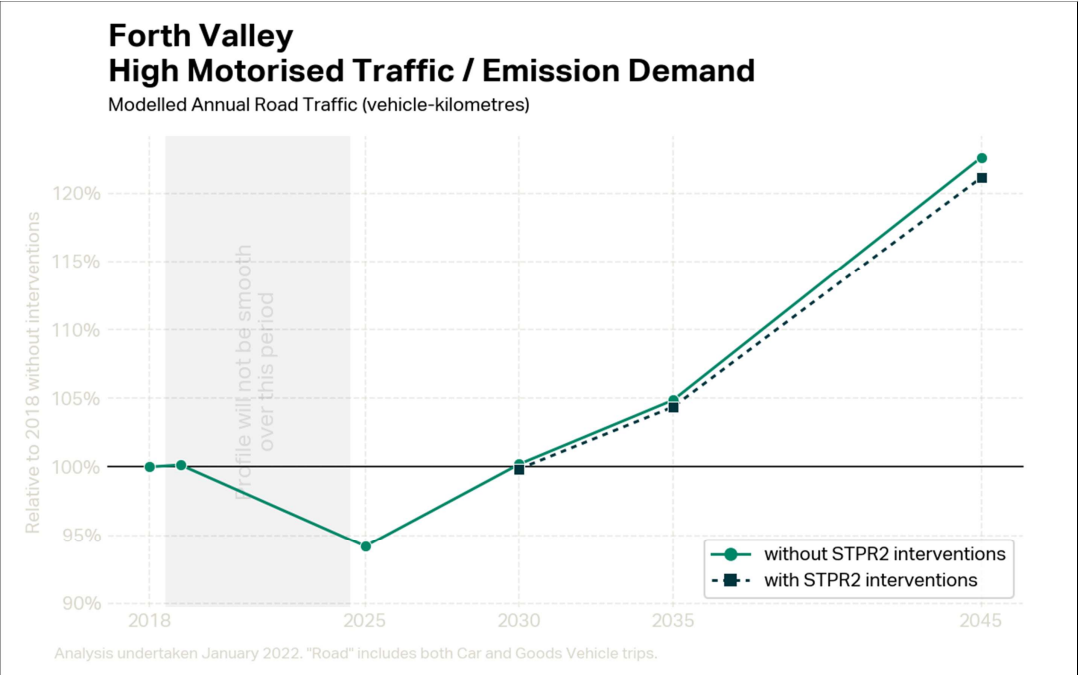 Forth Valley
High Motorised Traffic / Emission Demand
Modelled Annual Road Traffic (vehicle-kilometres)
Relative to 2018 without interventions
120%
115%
110%
105%
100%
95%
90%
Profile will not be smooth
over this period
without STPR2 interventions
with STPR2 interventions
2018 2025 2030 2035 2045
Analysis undertaken January 2022. "Road" includes both Car and Goods Vehicle trips.